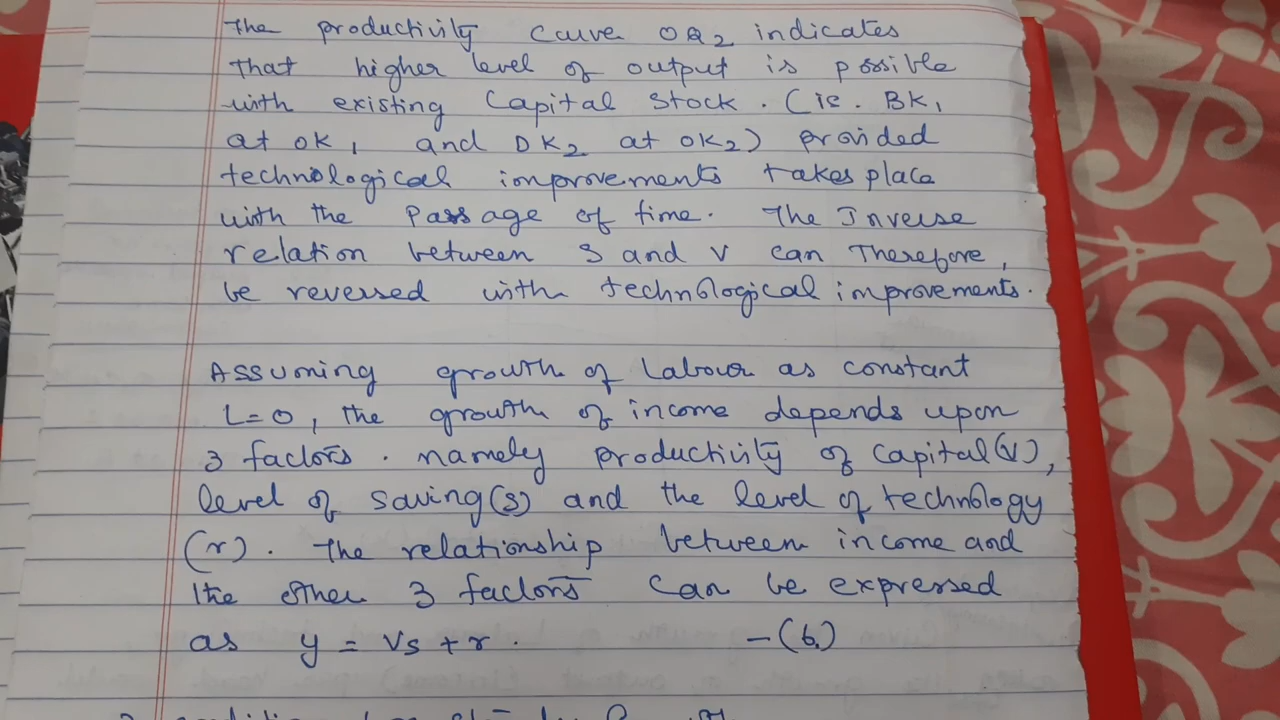 The productivity curve OQ2 indicates
that higher level of output is possible
with existing Capital Stock. (ie. BK1
at OK1 and DK2 at OK2) provided
technological improvements takes place
with the passage of time. The Inverse
relation between S and V can Therefore,
be reversed with technological improvements.
Assuming growth of Labour as constant
L=0, the growth of income depends upon
3 factors. namely productivity of capital(V),
level of saving(s) and the level of technology
(r). The relationship between income and
the other 3 factors can be expressed
as y = Vs + r. -(6.)